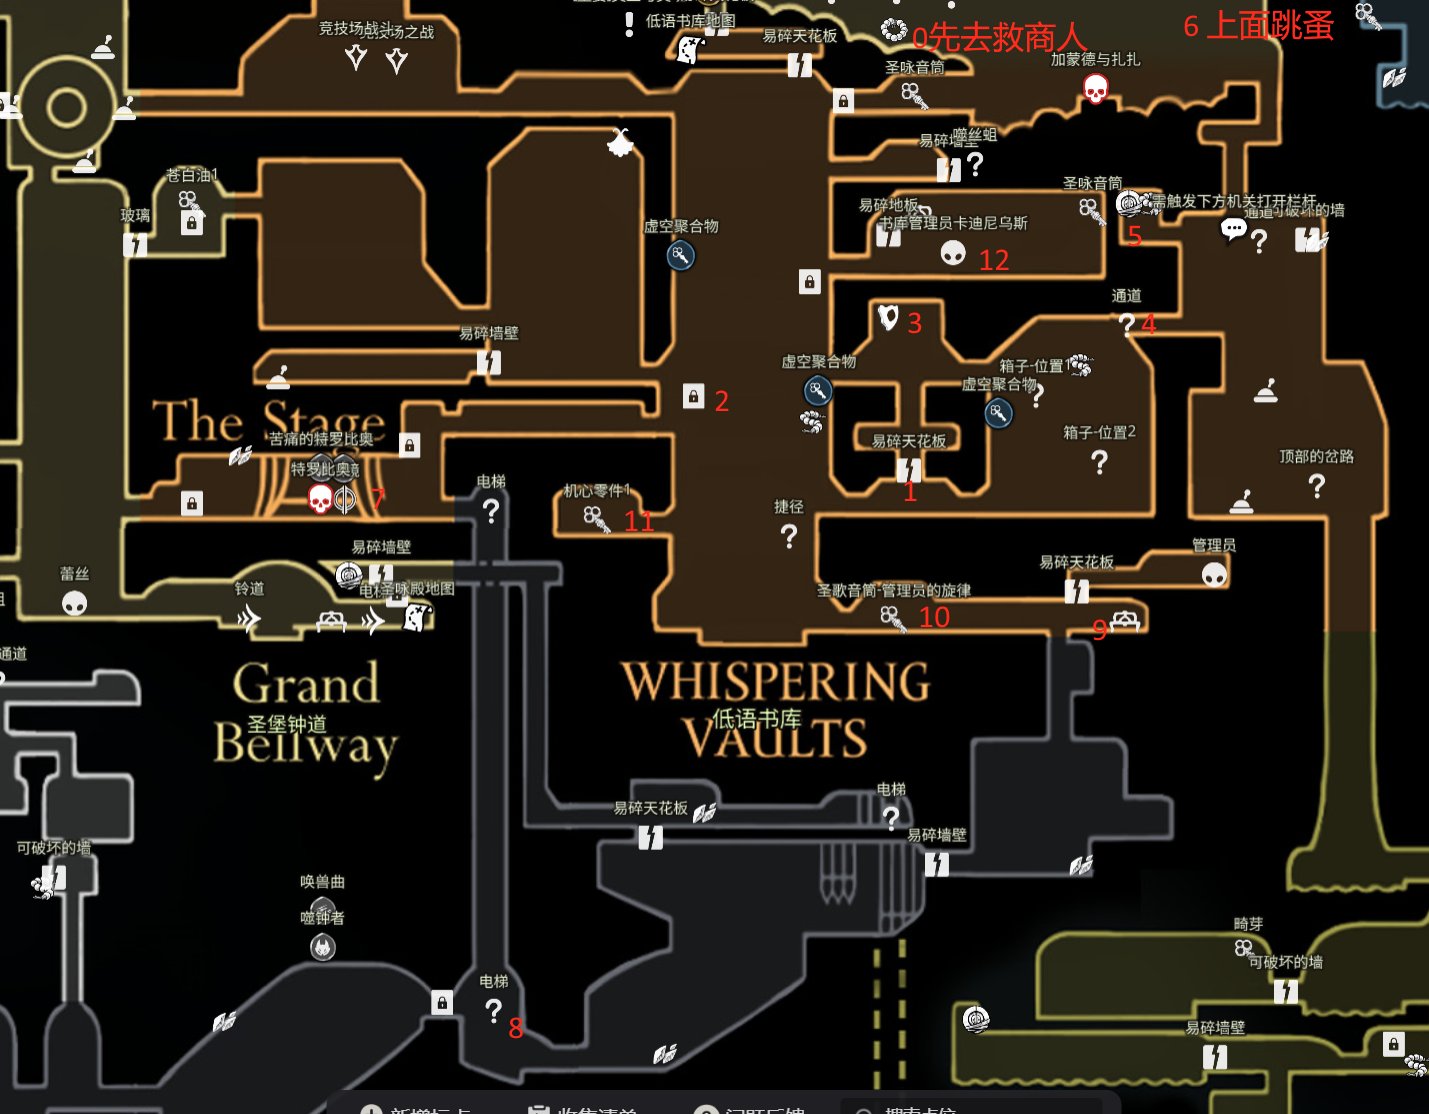 竞技场战斗
之战
低语书库地图
易碎天花板
0先去救商人
6 上面跳蚤
加蒙德与扎扎
圣咏音筒
易碎墙壁
噬丝蛆
苍白油1
玻璃
圣咏音筒
需触发下方机关打开栏杆
通道可破坏的墙
易碎地板
书库管理员卡迪尼乌斯
5
12
虚空聚合物
通道
4
3
易碎墙壁
虚空聚合物
箱子-位置1
虚空聚合物
2
The Stage
苦痛的特罗比奥
特罗比奥
易碎天花板
箱子-位置2
顶部的岔路
1
7
电梯
机心零件1
11
捷径
易碎墙壁
管理员
易碎天花板
蕾丝
铃道
电梯
圣咏殿地图
圣歌音筒-管理员的旋律
10
9
通道
Grand
圣堡钟道
Bellway
WHISPERING
低语书库
VAULTS
易碎天花板
电梯
易碎墙壁
可破坏的墙
唤兽曲
噬钟者
畸芽
可破坏的墙
电梯
8
易碎墙壁